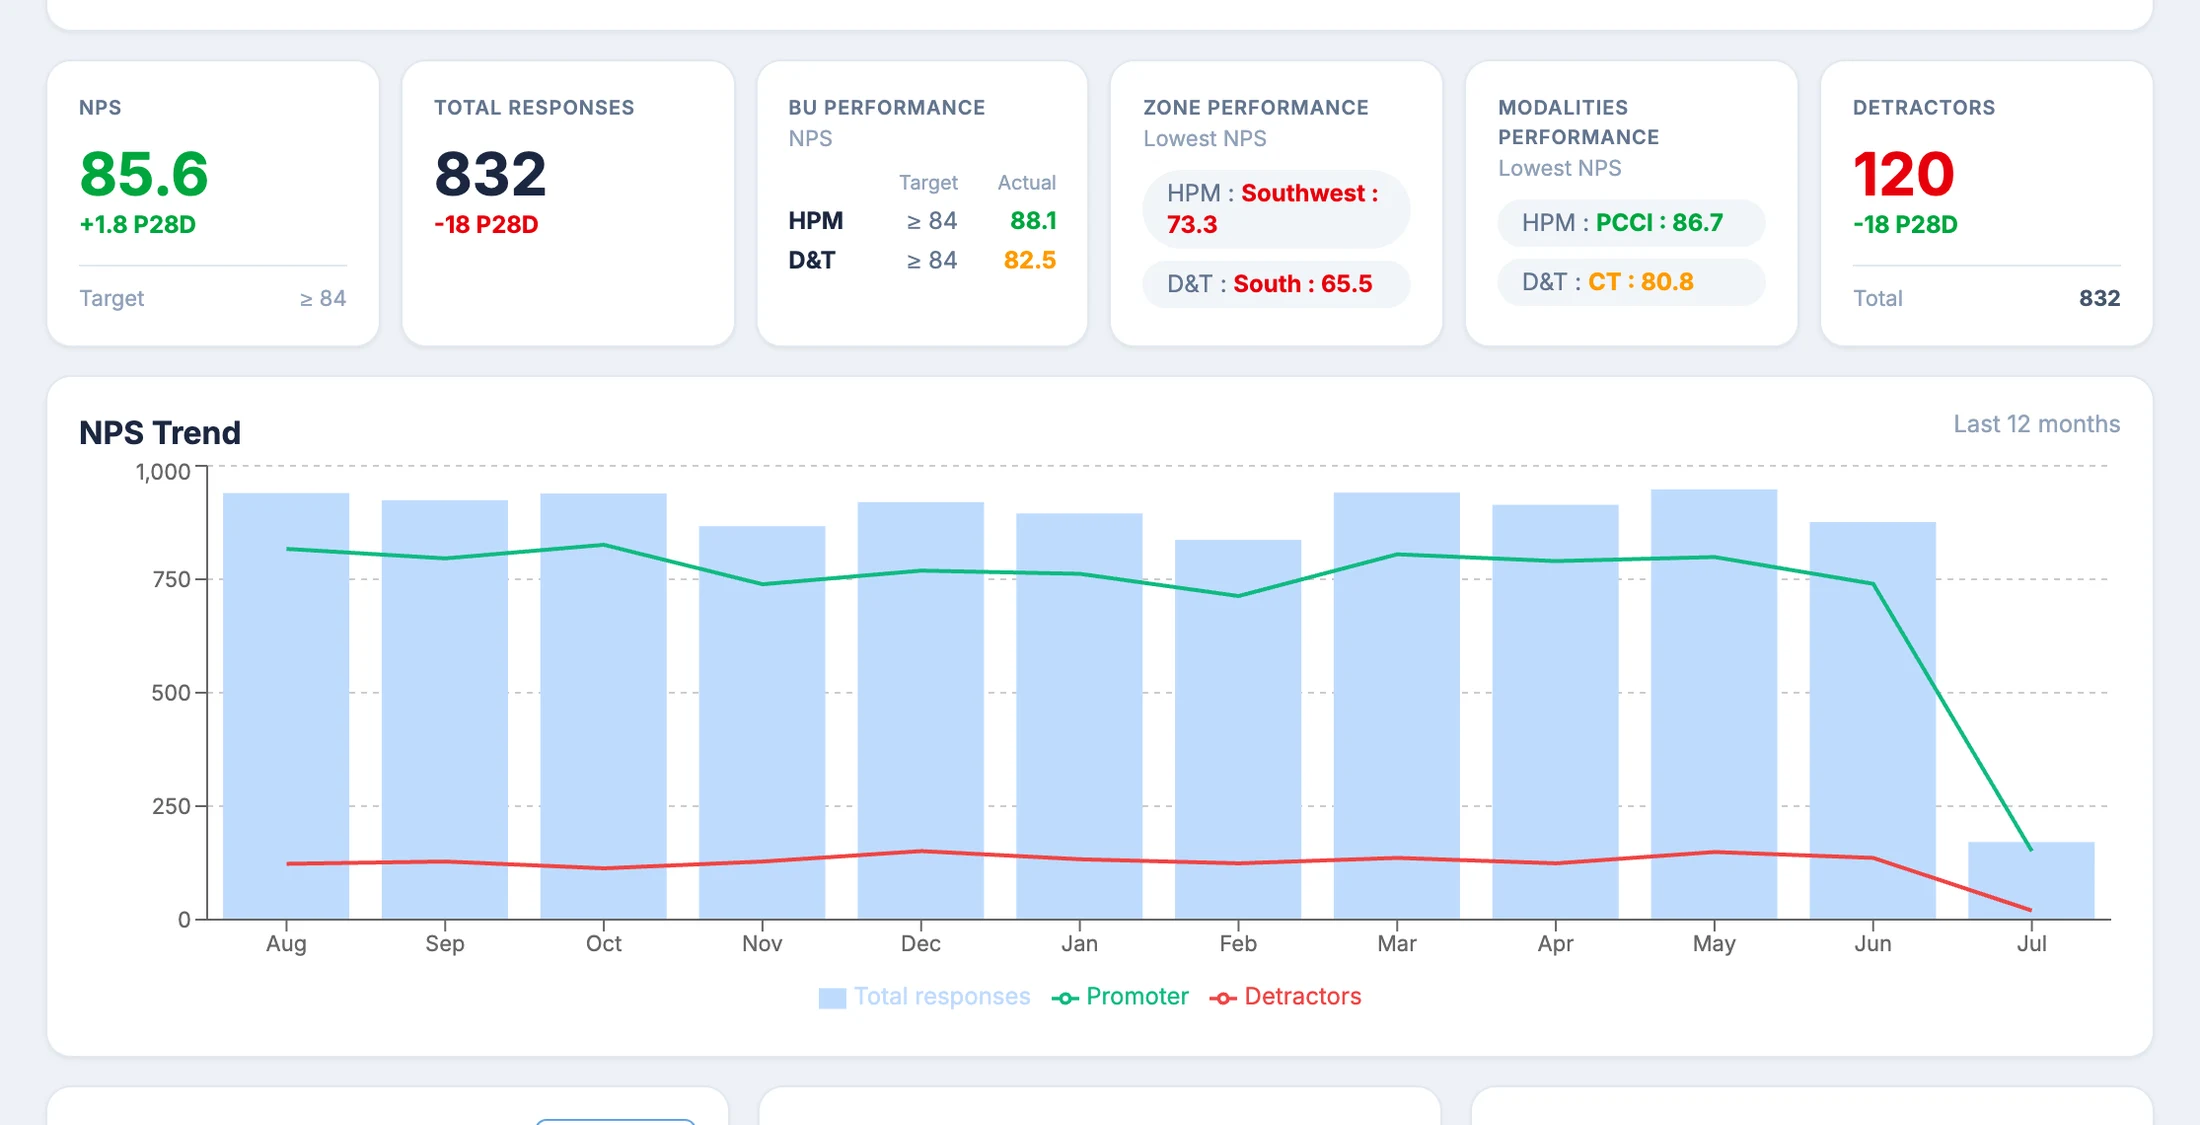 NPS
85.6
+1.8 P28D
Target ≥ 84
TOTAL RESPONSES
832
-18 P28D
BU PERFORMANCE
NPS
Target Actual
HPM ≥ 84 88.1
D&T ≥ 84 82.5
ZONE PERFORMANCE
Lowest NPS
HPM : Southwest :
73.3
D&T : South : 65.5
MODALITIES
PERFORMANCE
Lowest NPS
HPM : PCCI : 86.7
D&T : CT : 80.8
DETRACTORS
120
-18 P28D
Total 832
NPS Trend
Last 12 months
1,000
750
500
250
0
Aug Sep Oct Nov Dec Jan Feb Mar Apr May Jun Jul
Total responses Promoter Detractors